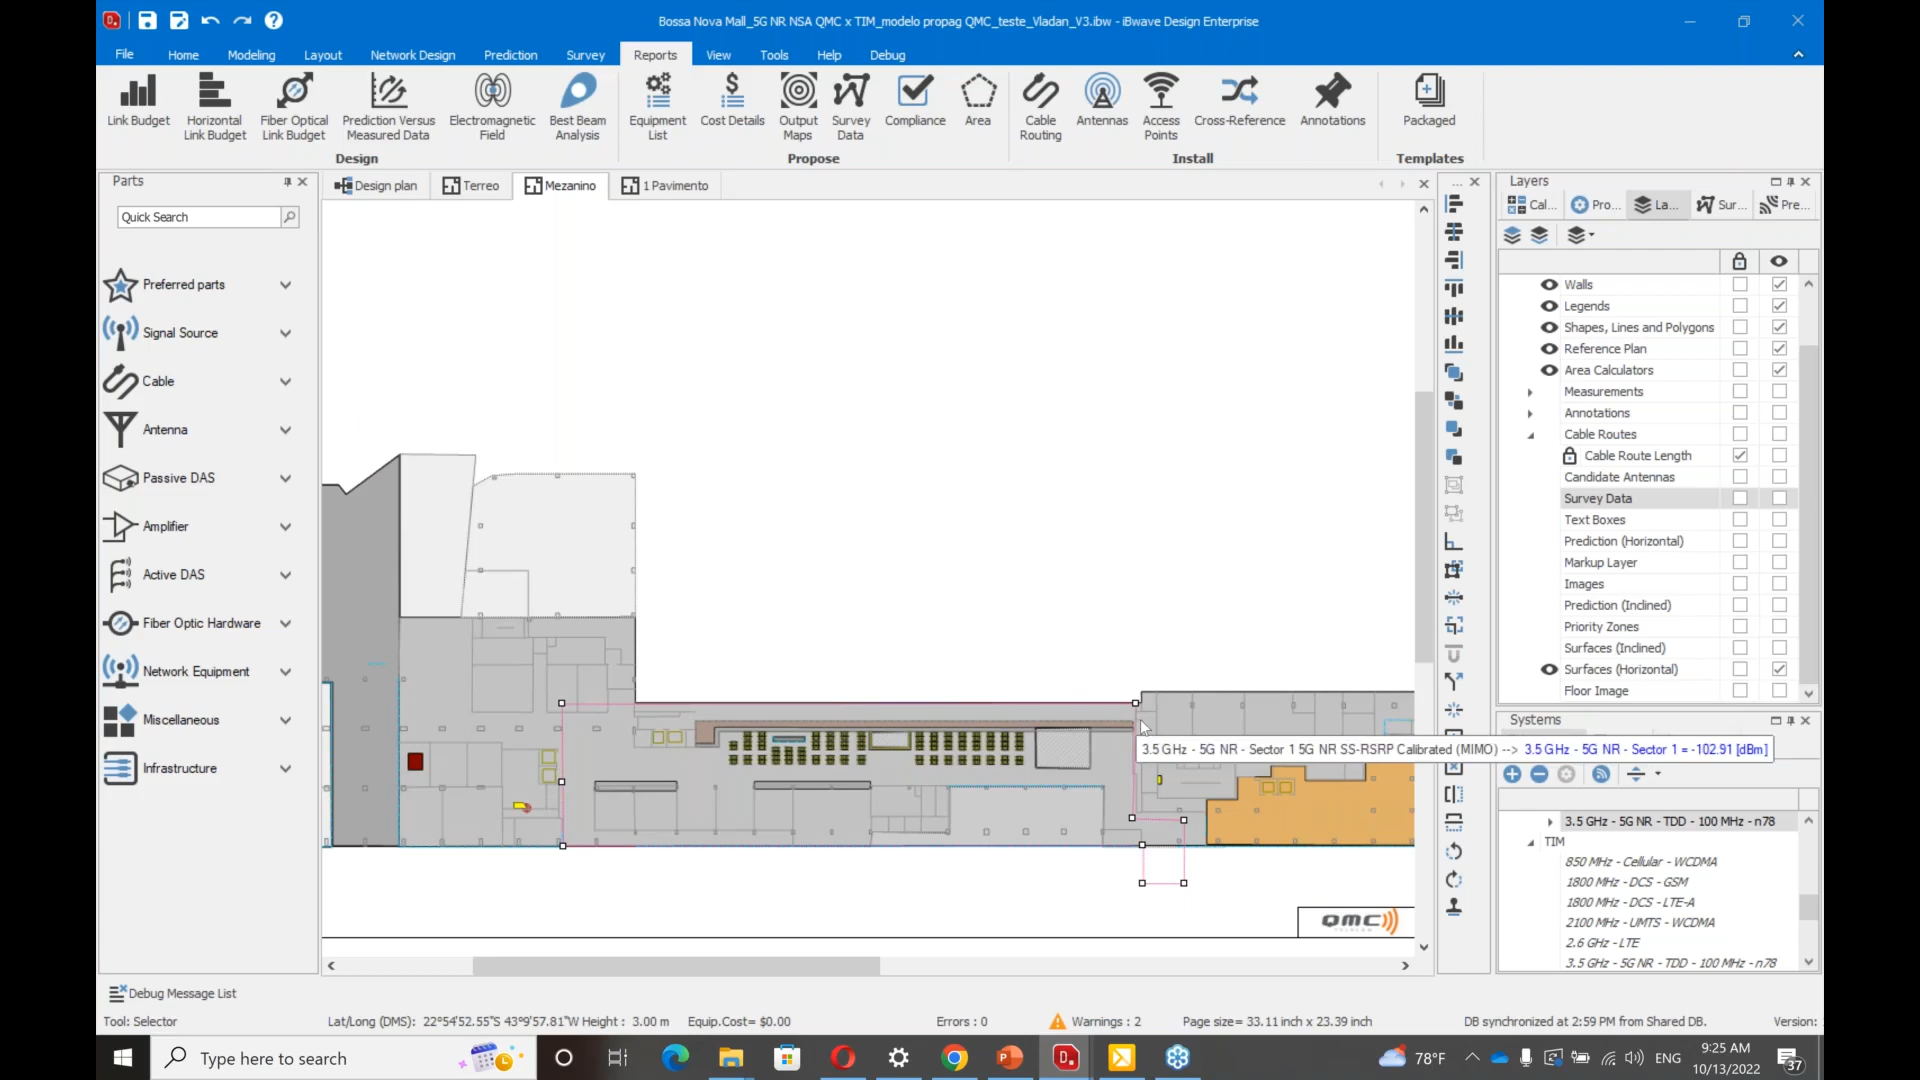 Bossa Nova Mall_5G NR NSA QMC x TIM_modelo propag QMC_teste_Vladan_V3.ibw - iBwave Design Enterprise
File Home Modeling Layout Network Design Prediction Survey Reports View Tools Help Debug
Link Budget
Horizontal Link Budget
Fiber Optical Link Budget
Prediction Versus Measured Data
Electromagnetic Field
Best Beam Analysis
Equipment List
Cost Details
Output Maps
Survey Data
Compliance
Area
Cable Routing
Antennas
Access Points
Cross-Reference
Annotations
Packaged
Design
Propose
Install
Templates
Parts
Quick Search
Preferred parts
Signal Source
Cable
Antenna
Passive DAS
Amplifier
Active DAS
Fiber Optic Hardware
Network Equipment
Miscellaneous
Infrastructure
Design plan
Terreo
Mezanino
1 Pavimento
3.5 GHz - 5G NR - Sector 1 5G NR SS-RSRP Calibrated (MIMO) --> 3.5 GHz - 5G NR - Sector 1 = -102.91 [dBm]
QMC
TELECOM
Layers
Cal...
Pro...
La...
Sur...
Pre...
Walls
Legends
Shapes, Lines and Polygons
Reference Plan
Area Calculators
Measurements
Annotations
Cable Routes
Cable Route Length
Candidate Antennas
Survey Data
Text Boxes
Prediction (Horizontal)
Markup Layer
Images
Prediction (Inclined)
Priority Zones
Surfaces (Inclined)
Surfaces (Horizontal)
Floor Image
Systems
3.5 GHz - 5G NR - TDD - 100 MHz - n78
TIM
850 MHz - Cellular - WCDMA
1800 MHz - DCS - GSM
1800 MHz - DCS - LTE-A
2100 MHz - UMTS - WCDMA
2.6 GHz - LTE
3.5 GHz - 5G NR - TDD - 100 MHz - n78
Debug Message List
Tool: Selector
Lat/Long (DMS): 22°54'52.55"S 43°9'57.81"W Height : 3.00 m
Equip.Cost= $0.00
Errors : 0
Warnings : 2
Page size= 33.11 inch x 23.39 inch
DB synchronized at 2:59 PM from Shared DB.
Version:
Type here to search
78°F
ENG
9:25 AM
10/13/2022
37